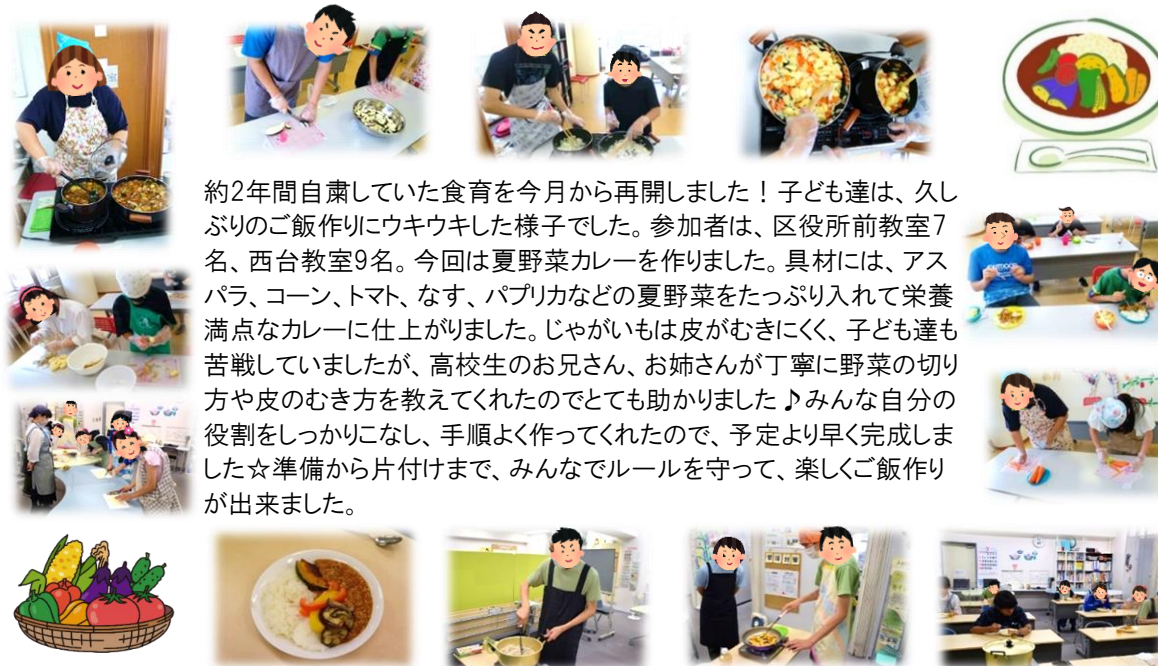 約2年間自粛していた食育を今月から再開しました！子ども達は、久し
ぶりのご飯作りにウキウキした様子でした。参加者は、区役所前教室7
名、西台教室9名。今回は夏野菜カレーを作りました。具材には、アス
パラ、コーン、トマト、なす、パプリカなどの夏野菜をたっぷり入れて栄養
満点なカレーに仕上がりました。じゃがいもは皮がむきにくく、子ども達も
苦戦していましたが、高校生のお兄さん、お姉さんが丁寧に野菜の切り
方や皮のむき方を教えてくれたのでとても助かりました♪みんな自分の
役割をしっかりこなし、手順よく作ってくれたので、予定より早く完成しま
した☆準備から片付けまで、みんなでルールを守って、楽しくご飯作り
が出来ました。